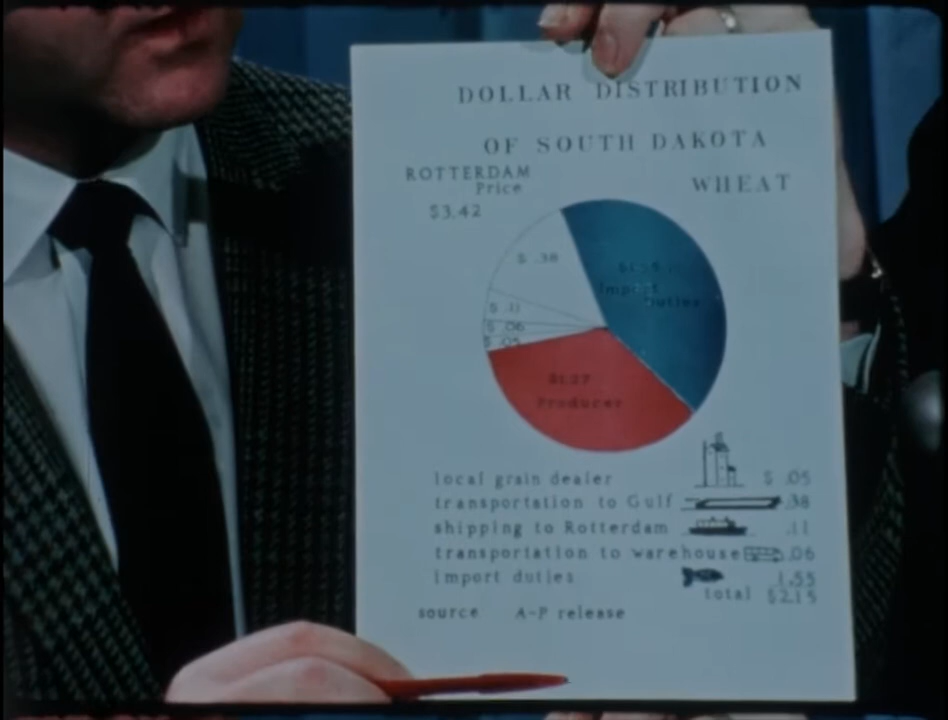 DOLLAR DISTRIBUTION
OF SOUTH DAKOTA
WHEAT
ROTTERDAM
Price
$3.42
$ .38
$ .11
$ .06
$ .05
Import
Duties
$1.27
Producer
local grain dealer $ .05
transportation to Gulf .38
shipping to Rotterdam .11
transportation to warehouse .06
import duties 1.55
total $2.15
source A-P release